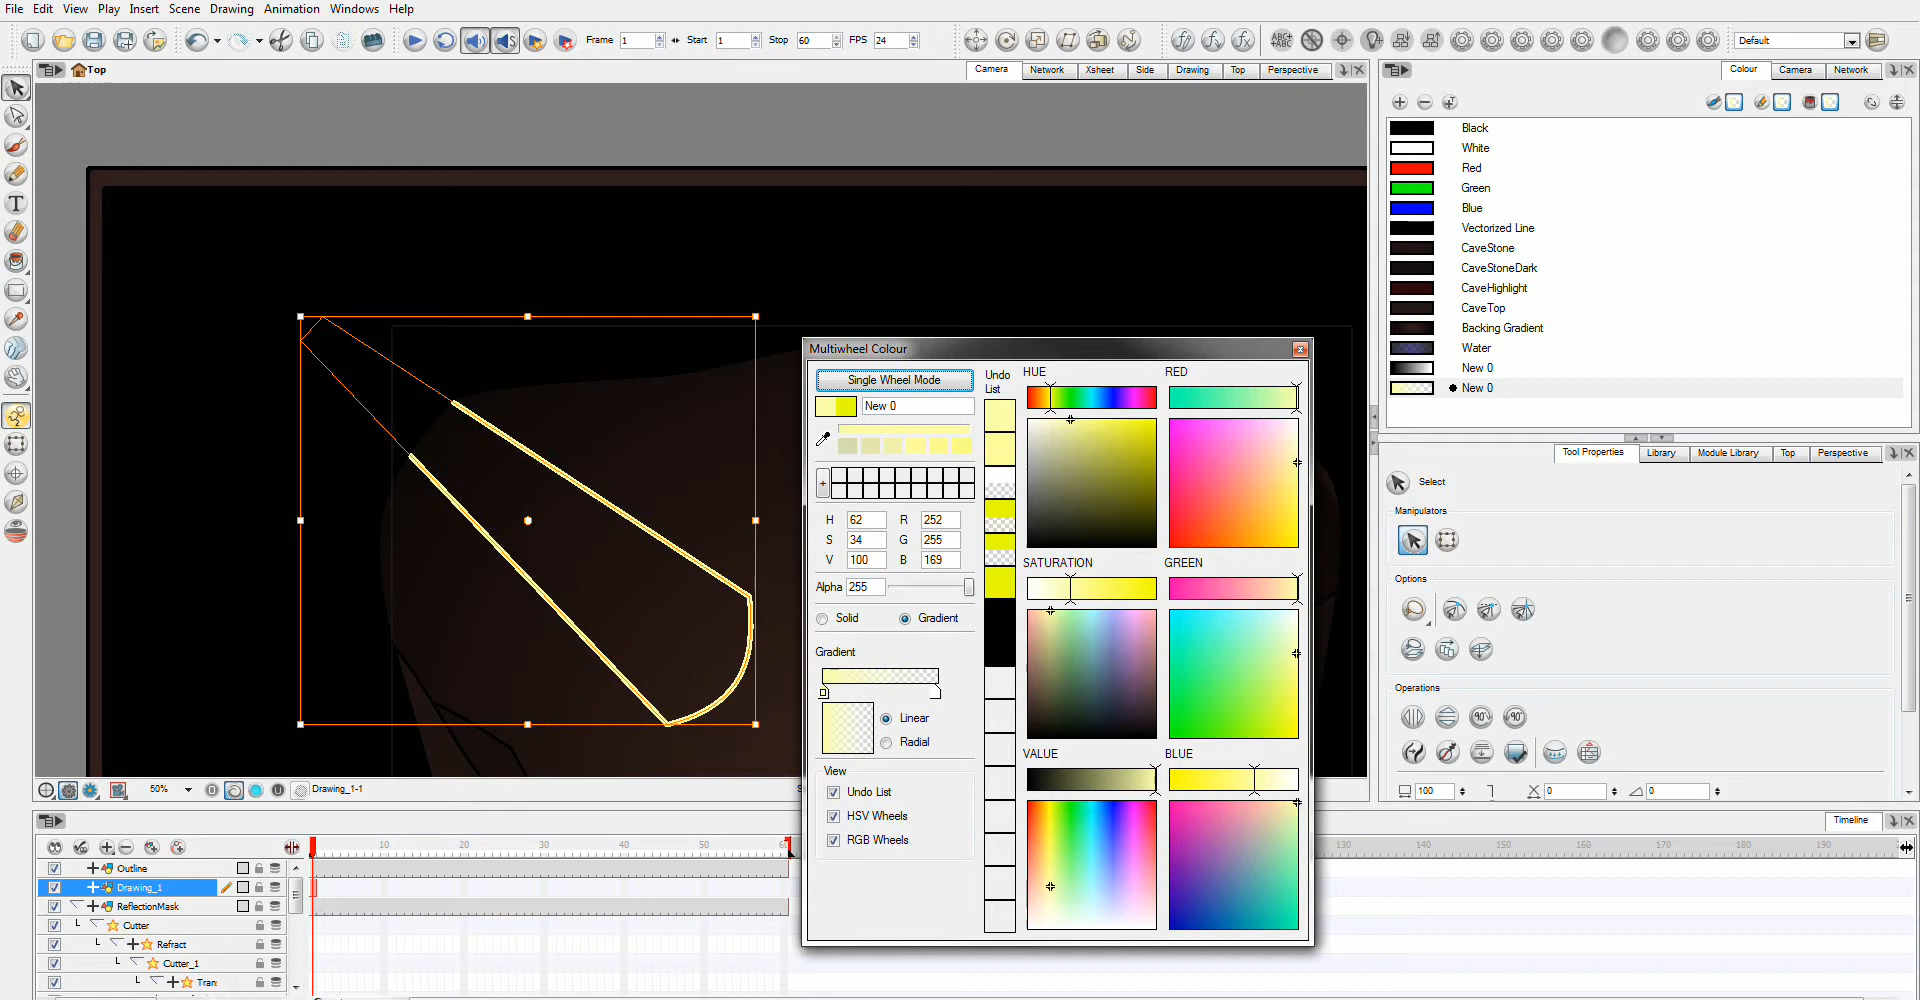 File Edit View Play Insert Scene Drawing Animation Windows Help
Frame 1 Start 1 Stop 60 FPS 24 Default
Top Camera Network Xsheet Side Drawing Top Perspective
Colour Camera Network
Black
White
Red
Green
Blue
Vectorized Line
CaveStone
CaveStoneDark
CaveHighlight
CaveTop
Backing Gradient
Water
New 0
New 0
Multiwheel Colour
Single Wheel Mode
New 0
Undo List
HUE RED
H 62 R 252
S 34 G 255
V 100 B 169
Alpha 255
Solid Gradient
SATURATION GREEN
Gradient
Linear
Radial
VALUE BLUE
View
Undo List
HSV Wheels
RGB Wheels
Tool Properties Library Module Library Top Perspective
Select
Manipulators
Options
Operations
90° 90°
100 0 0
50% Drawing_1-1
Timeline
10 20 30 40 50 130 140 150 160 170 180 190
Outline
Drawing_1
ReflectionMask
Cutter
Refract
Cutter_1